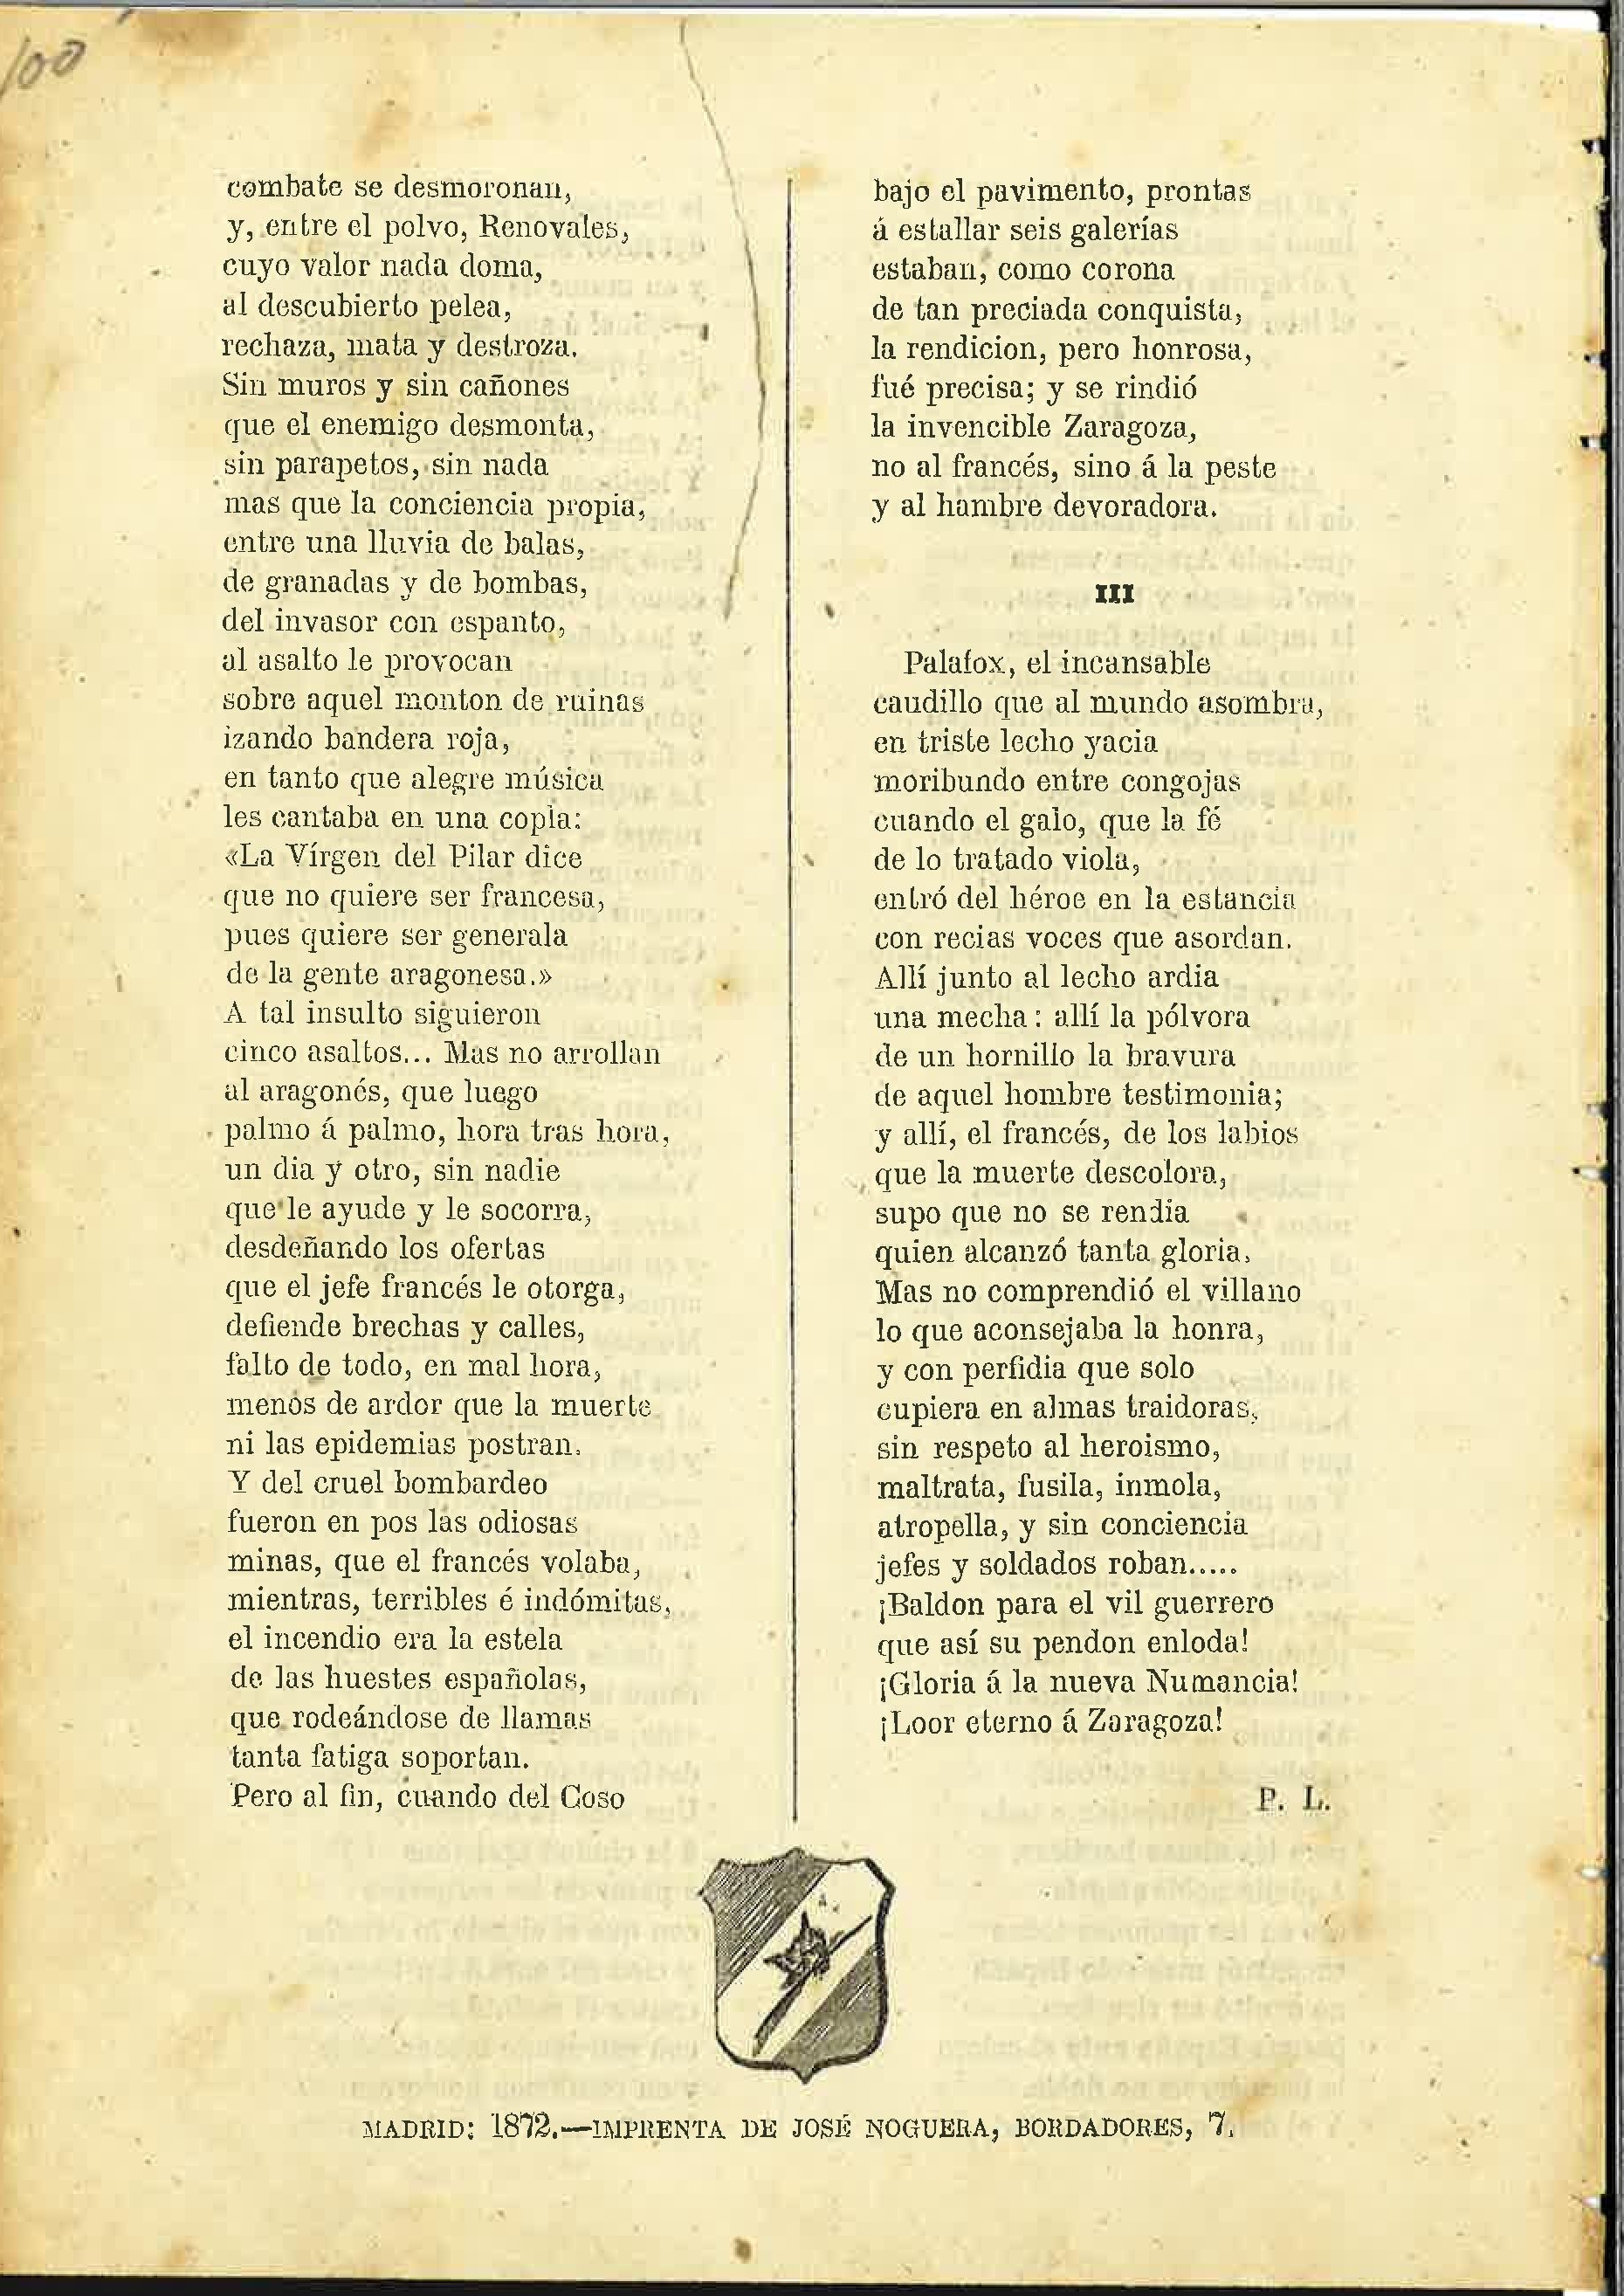 100
combate se desmoronan,
y, entre el polvo, Renovales,
cuyo valor nada doma,
al descubierto pelea,
rechaza, mata y destroza.
Sin muros y sin cañones
que el enemigo desmonta,
sin parapetos, sin nada
mas que la conciencia propia,
entre una lluvia de balas,
de granadas y de bombas,
del invasor con espanto,
al asalto le provocan
sobre aquel monton de ruinas
izando bandera roja,
en tanto que alegre música
les cantaba en una copla:
«La Vírgen del Pilar dice
que no quiere ser francesa,
pues quiere ser generala
de la gente aragonesa.»
A tal insulto siguieron
cinco asaltos... Mas no arrollan
al aragonés, que luego
palmo á palmo, hora tras hora,
un dia y otro, sin nadie
que le ayude y le socorra,
desdeñando los ofertas
que el jefe francés le otorga,
defiende brechas y calles,
falto de todo, en mal hora,
menos de ardor que la muerte
ni las epidemias postran.
Y del cruel bombardeo
fueron en pos las odiosas
minas, que el francés volaba,
mientras, terribles é indómitas,
el incendio era la estela
de las huestes españolas,
que rodeándose de llamas
tanta fatiga soportan.
Pero al fin, cuando del Coso
bajo el pavimento, prontas
á estallar seis galerías
estaban, como corona
de tan preciada conquista,
la rendicion, pero honrosa,
fué precisa; y se rindió
la invencible Zaragoza,
no al francés, sino á la peste
y al hambre devoradora.
III
Palafox, el incansable
caudillo que al mundo asombra,
en triste lecho yacia
moribundo entre congojas
cuando el galo, que la fé
de lo tratado viola,
entró del héroe en la estancia
con recias voces que asordan.
Allí junto al lecho ardia
una mecha: allí la pólvora
de un hornillo la bravura
de aquel hombre testimonia;
y allí, el francés, de los labios
que la muerte descolora,
supo que no se rendia
quien alcanzó tanta gloria.
Mas no comprendió el villano
lo que aconsejaba la honra,
y con perfidia que solo
cupiera en almas traidoras,
sin respeto al heroismo,
maltrata, fusila, inmola,
atropella, y sin conciencia
jefes y soldados roban.....
¡Baldon para el vil guerrero
que así su pendon enloda!
¡Gloria á la nueva Numancia!
¡Loor eterno á Zaragoza!
P. L.
MADRID: 1872.—IMPRENTA DE JOSÉ NOGUERA, BORDADORES, 7.